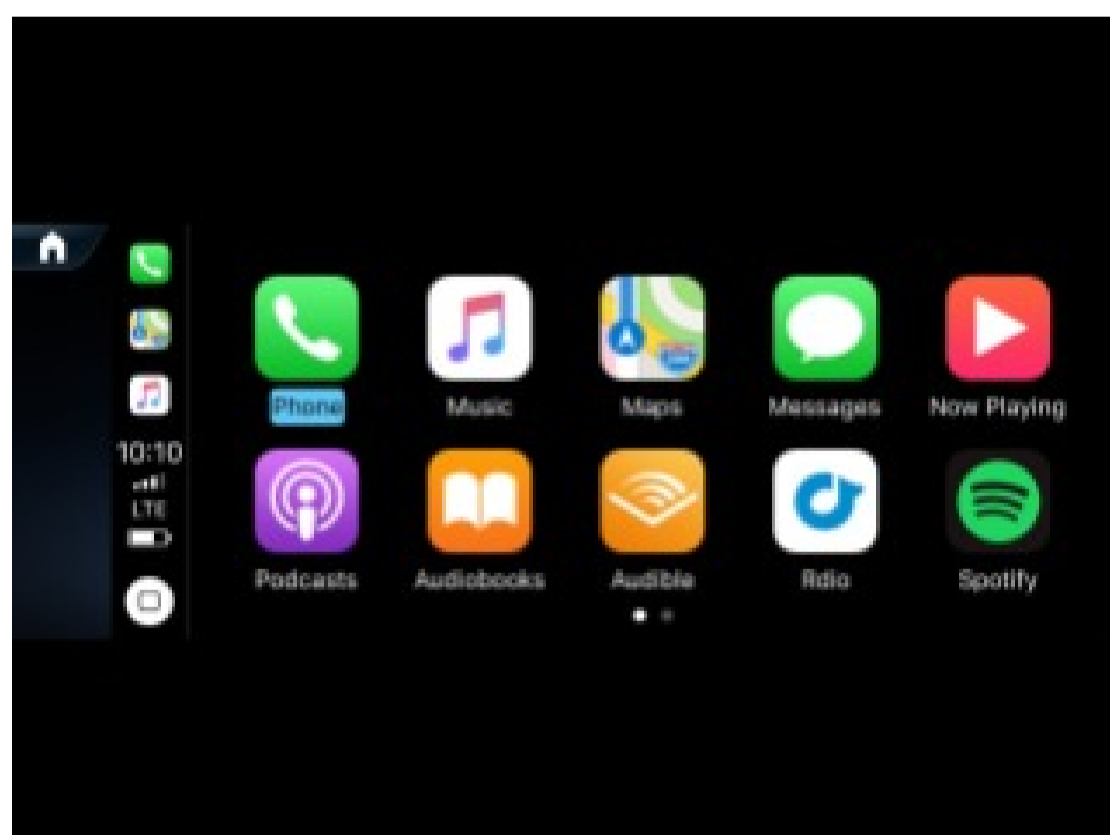 10:10
LTE
Phone
Music
Maps
Messages
Now Playing
Podcasts
Audiobooks
Audible
Rdio
Spotify